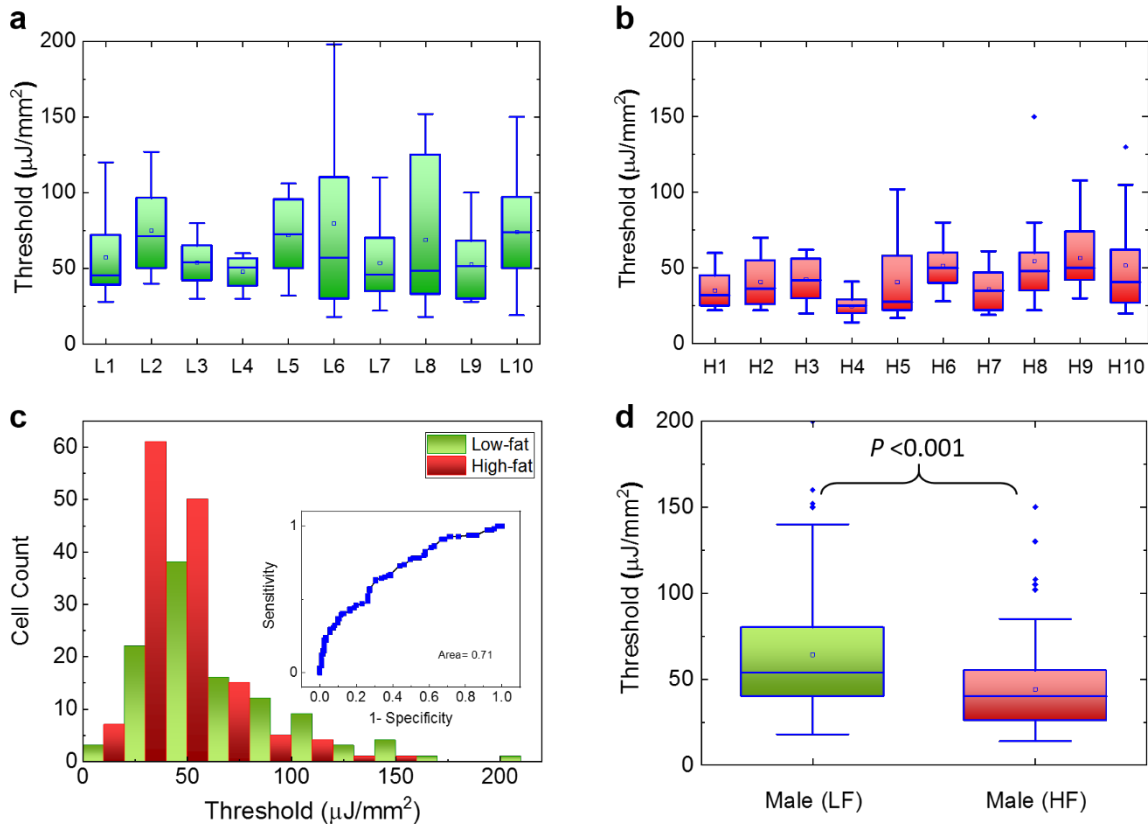 a
200
150
100
50
0
Threshold (μJ/mm²)
L1 L2 L3 L4 L5 L6 L7 L8 L9 L10
b
200
150
100
50
0
Threshold (μJ/mm²)
H1 H2 H3 H4 H5 H6 H7 H8 H9 H10
c
60
50
40
30
20
10
0
Cell Count
Low-fat
High-fat
1
0
Sensitivity
Area= 0.71
0.0 0.2 0.4 0.6 0.8 1.0
1- Specificity
0 50 100 150 200
Threshold (μJ/mm²)
d
200
150
100
50
0
Threshold (μJ/mm²)
P <0.001
Male (LF) Male (HF)